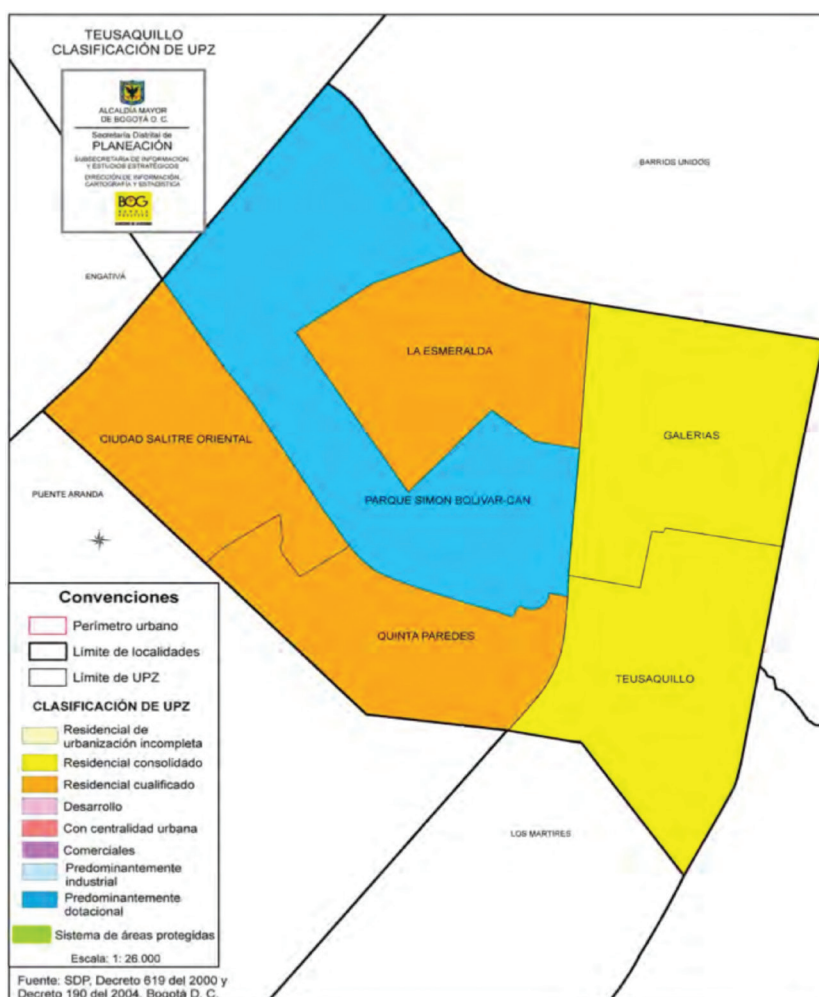 TEUSAQUILLO
CLASIFICACIÓN DE UPZ
ALCALDÍA MAYOR
DE BOGOTÁ D. C.
Secretaría Distrital de
PLANEACIÓN
SUBSECRETARÍA DE INFORMACIÓN
Y ESTUDIOS ESTRATÉGICOS
DIRECCIÓN DE INFORMACIÓN,
CARTOGRAFÍA Y ESTADÍSTICA
BOG
BARRIOS UNIDOS
ENGATIVÁ
LA ESMERALDA
CIUDAD SALITRE ORIENTAL
GALERIAS
PUENTE ARANDA
PARQUE SIMON BOLÍVAR-CAN
QUINTA PAREDES
TEUSAQUILLO
LOS MARTIRES
Convenciones
Perímetro urbano
Límite de localidades
Límite de UPZ
CLASIFICACIÓN DE UPZ
Residencial de
urbanización incompleta
Residencial consolidado
Residencial cualificado
Desarrollo
Con centralidad urbana
Comerciales
Predominantemente
industrial
Predominantemente
dotacional
Sistema de áreas protegidas
Escala: 1: 26.000
Fuente: SDP, Decreto 619 del 2000 y
Decreto 190 del 2004. Bogotá D. C.